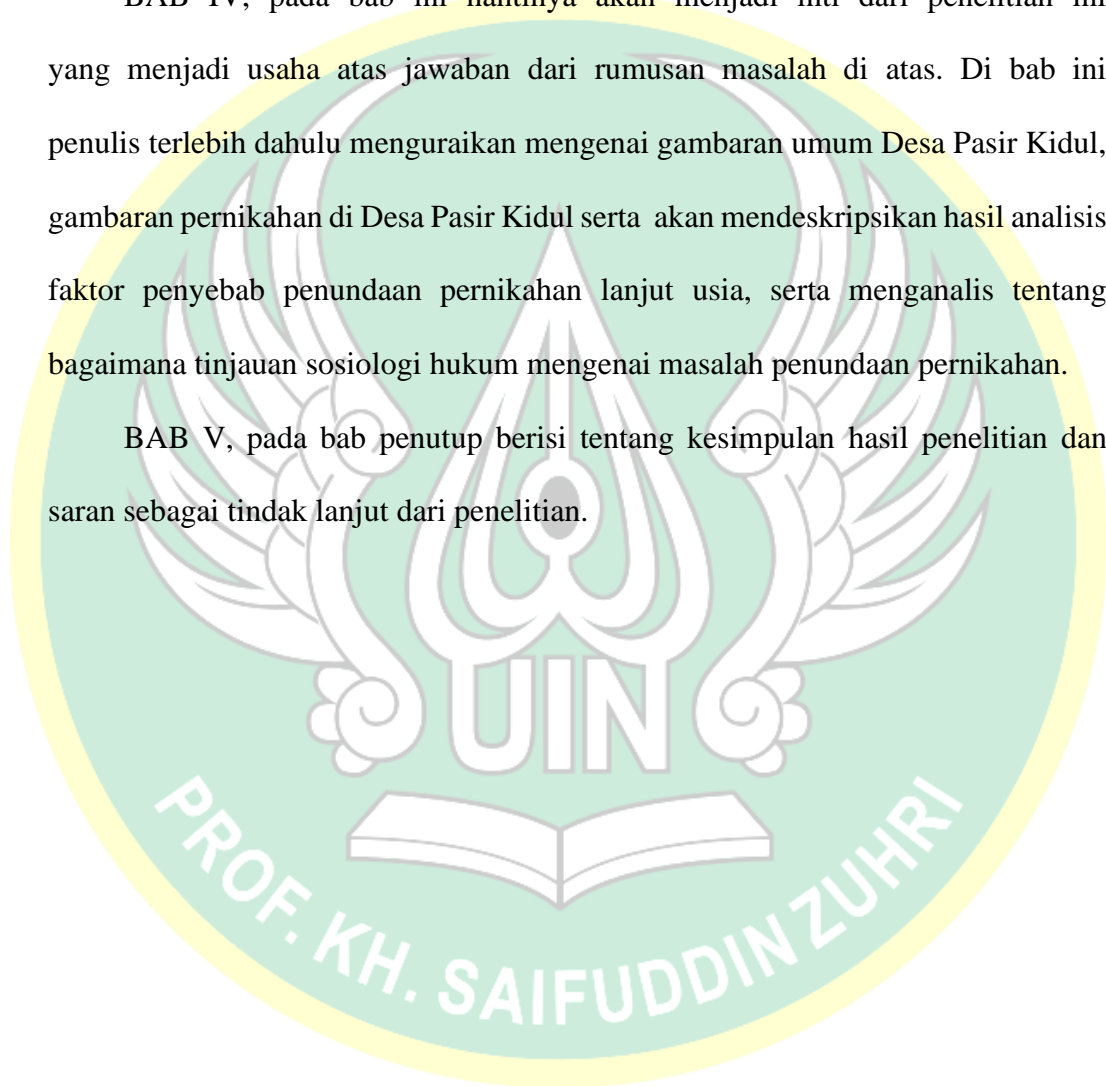 BAB IV, pada bab ini nantinya akan menjadi inti dari penelitian ini
yang menjadi usaha atas jawaban dari rumusan masalah di atas. Di bab ini
penulis terlebih dahulu menguraikan mengenai gambaran umum Desa Pasir Kidul,
gambaran pernikahan di Desa Pasir Kidul serta akan mendeskripsikan hasil analisis
faktor penyebab penundaan pernikahan lanjut usia, serta menganalis tentang
bagaimana tinjauan sosiologi hukum mengenai masalah penundaan pernikahan.
BAB V, pada bab penutup berisi tentang kesimpulan hasil penelitian dan
saran sebagai tindak lanjut dari penelitian.
UIN
PROF. KH. SAIFUDDIN ZUHRI